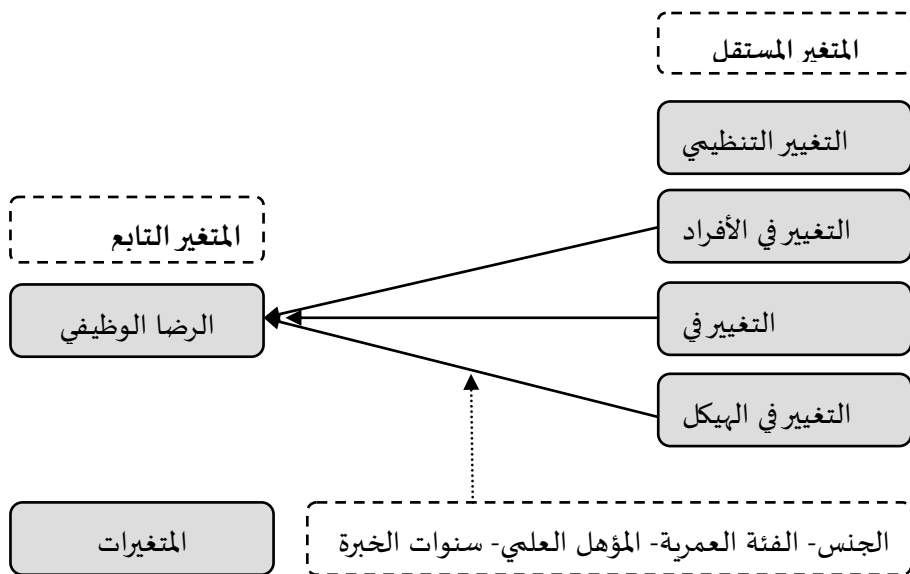 المتغير المستقل
التغيير التنظيمي
التغيير في الأفراد
المتغير التابع
التغيير في
الرضا الوظيفي
التغيير في الهيكل
الجنس- الفئة العمرية- المؤهل العلمي- سنوات الخبرة
المتغيرات